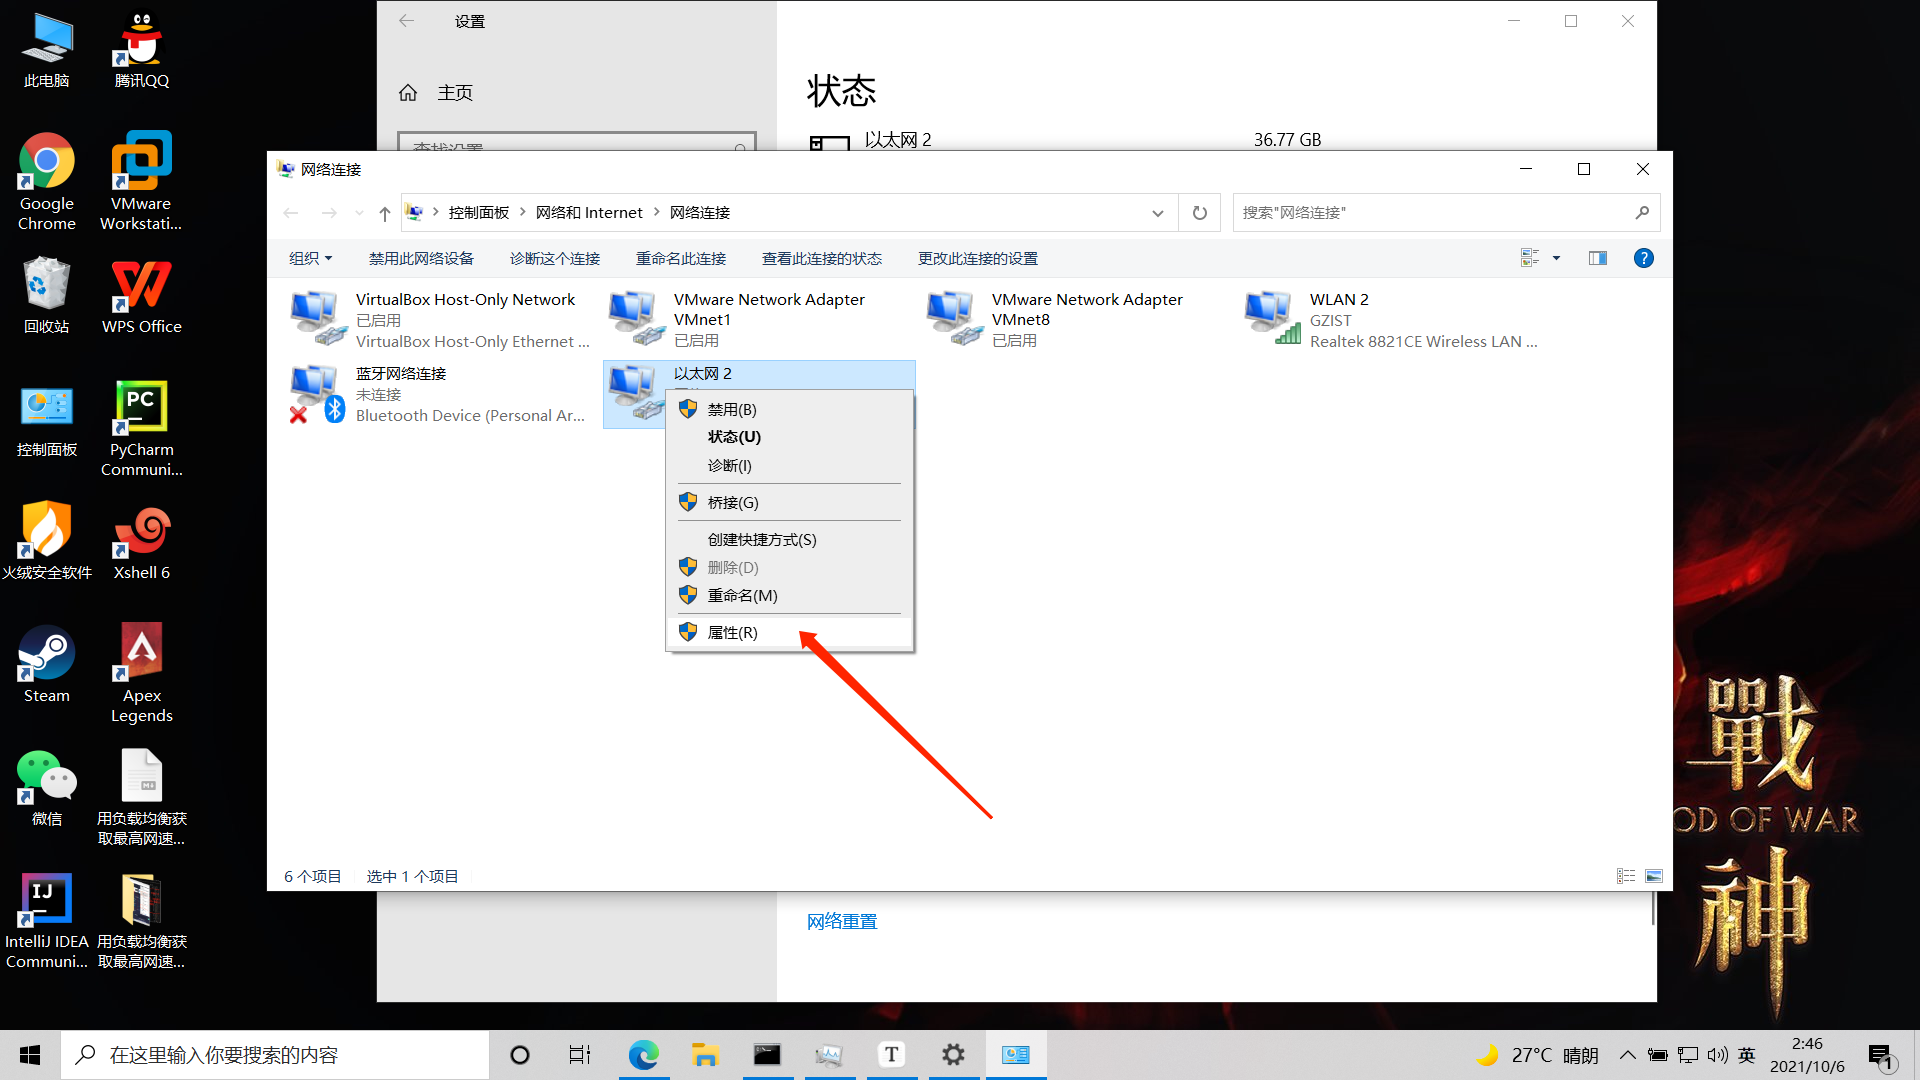 此电脑
腾讯QQ
Google
Chrome
VMware
Workstati...
回收站
WPS Office
控制面板
PyCharm
Communi...
火绒安全软件
Xshell 6
Steam
Apex
Legends
微信
用负载均衡获
取最高网速...
IntelliJ IDEA
Communi...
用负载均衡获
取最高网速...
设置
主页
查找设置
状态
以太网 2
36.77 GB
网络连接
控制面板 > 网络和 Internet > 网络连接
搜索"网络连接"
组织
禁用此网络设备
诊断这个连接
重命名此连接
查看此连接的状态
更改此连接的设置
VirtualBox Host-Only Network
已启用
VirtualBox Host-Only Ethernet ...
VMware Network Adapter
VMnet1
已启用
VMware Network Adapter
VMnet8
已启用
WLAN 2
GZIST
Realtek 8821CE Wireless LAN ...
蓝牙网络连接
未连接
Bluetooth Device (Personal Ar...
以太网 2
禁用(B)
状态(U)
诊断(I)
桥接(G)
创建快捷方式(S)
删除(D)
重命名(M)
属性(R)
6 个项目
选中 1 个项目
网络重置
戰
OD OF WAR
神
在这里输入你要搜索的内容
27°C 晴朗
英
2:46
2021/10/6
1